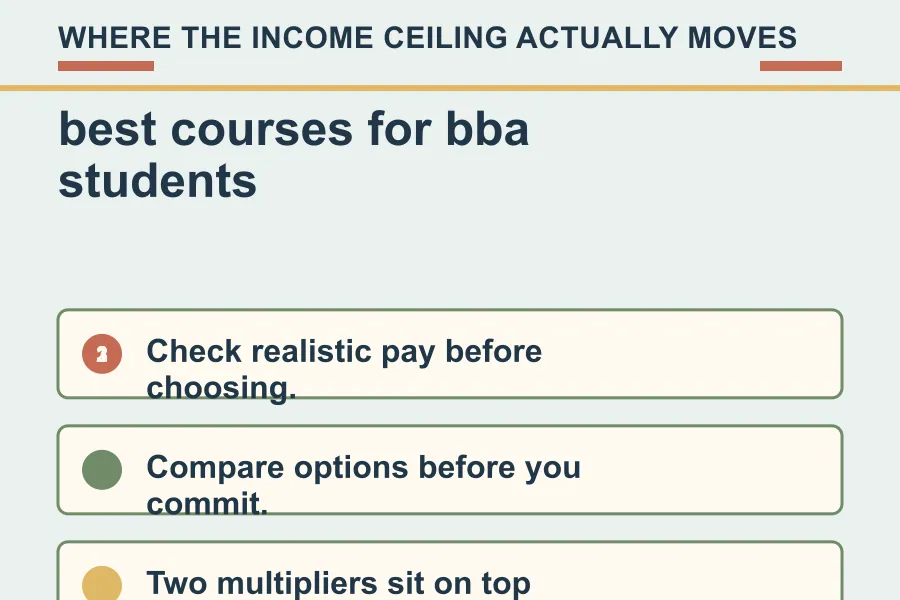 WHERE THE INCOME CEILING ACTUALLY MOVES
best courses for bba
students
Check realistic pay before
choosing.
Compare options before you
commit.
Two multipliers sit on top